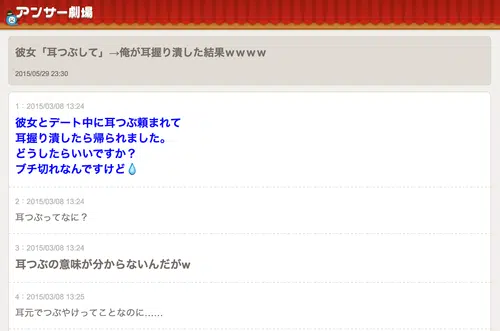 アンサー劇場
彼女「耳つぶして」→俺が耳握り潰した結果ｗｗｗｗ
2015/05/29 23:30
1：2015/03/08 13:24
彼女とデート中に耳つぶ頼まれて
耳握り潰したら帰られました。
どうしたらいいですか？
ブチ切れなんですけど💧
2：2015/03/08 13:24
耳つぶってなに？
3：2015/03/08 13:24
耳つぶの意味が分からないんだがw
4：2015/03/08 13:25
耳元でつぶやけってことなのに......